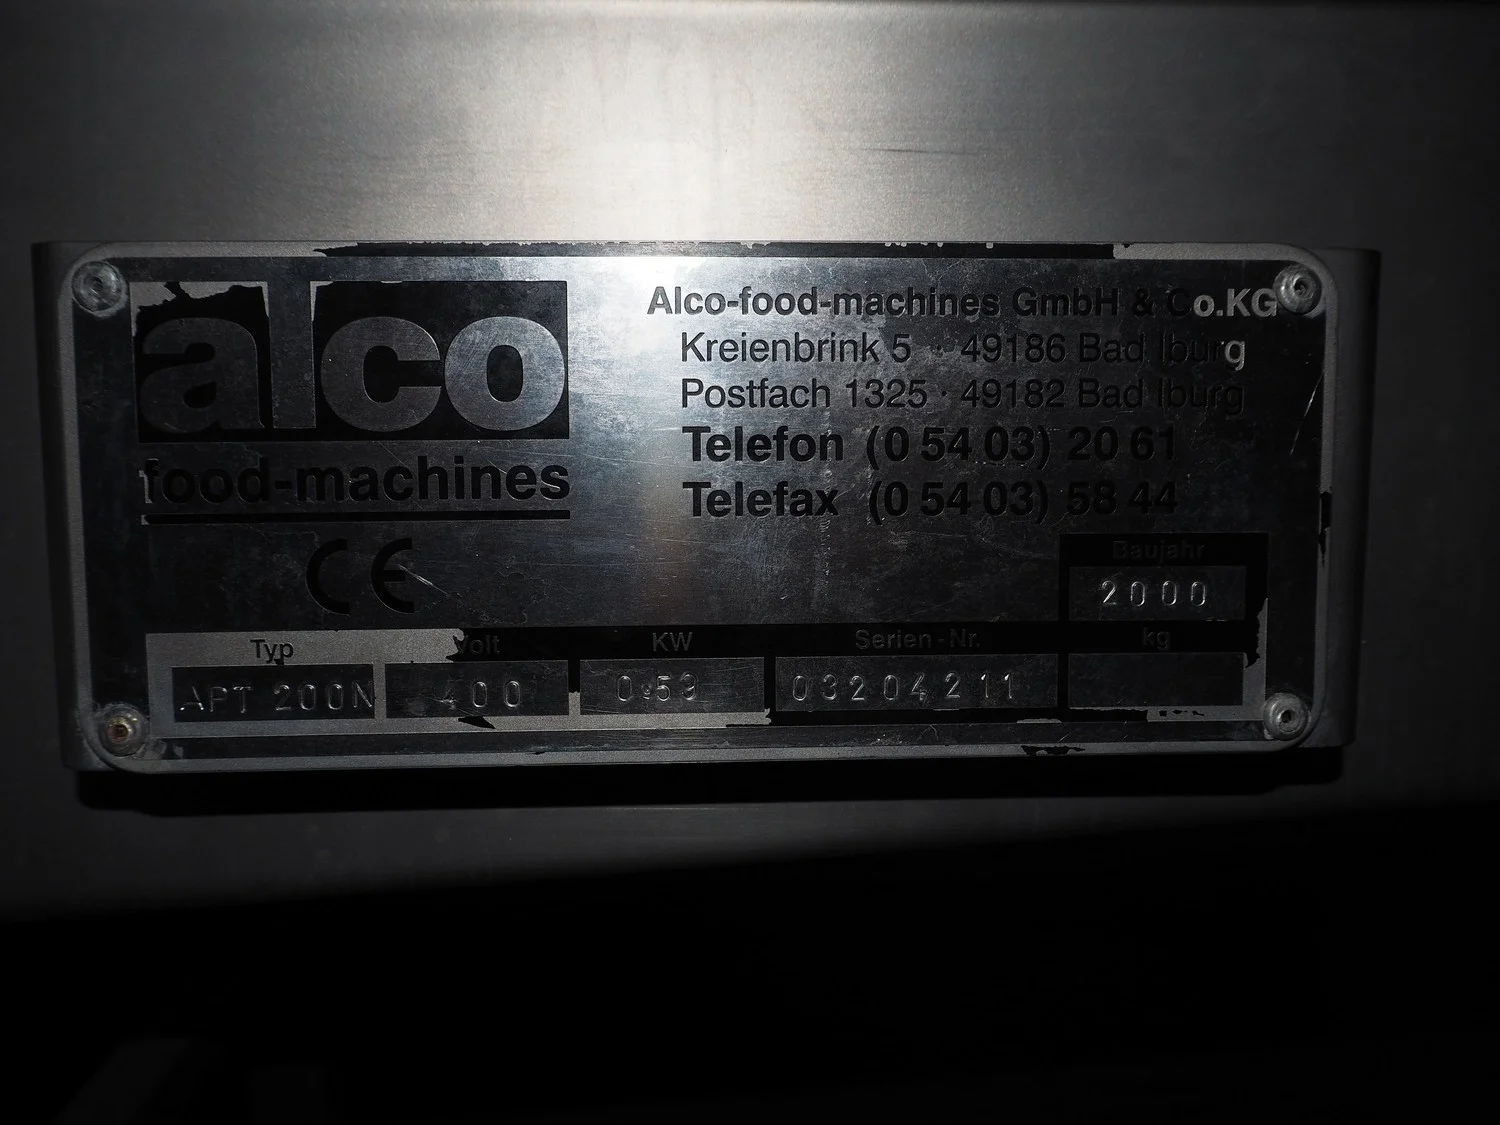 alco
food-machines
CE
Alco-food-machines GmbH & Co.KG
Kreienbrink 5 · 49186 Bad Iburg
Postfach 1325 · 49182 Bad Iburg
Telefon (0 54 03) 20 61
Telefax (0 54 03) 58 44
Baujahr
2000
Typ Volt KW Serien-Nr. kg
APT 200N 400 0.53 03204211